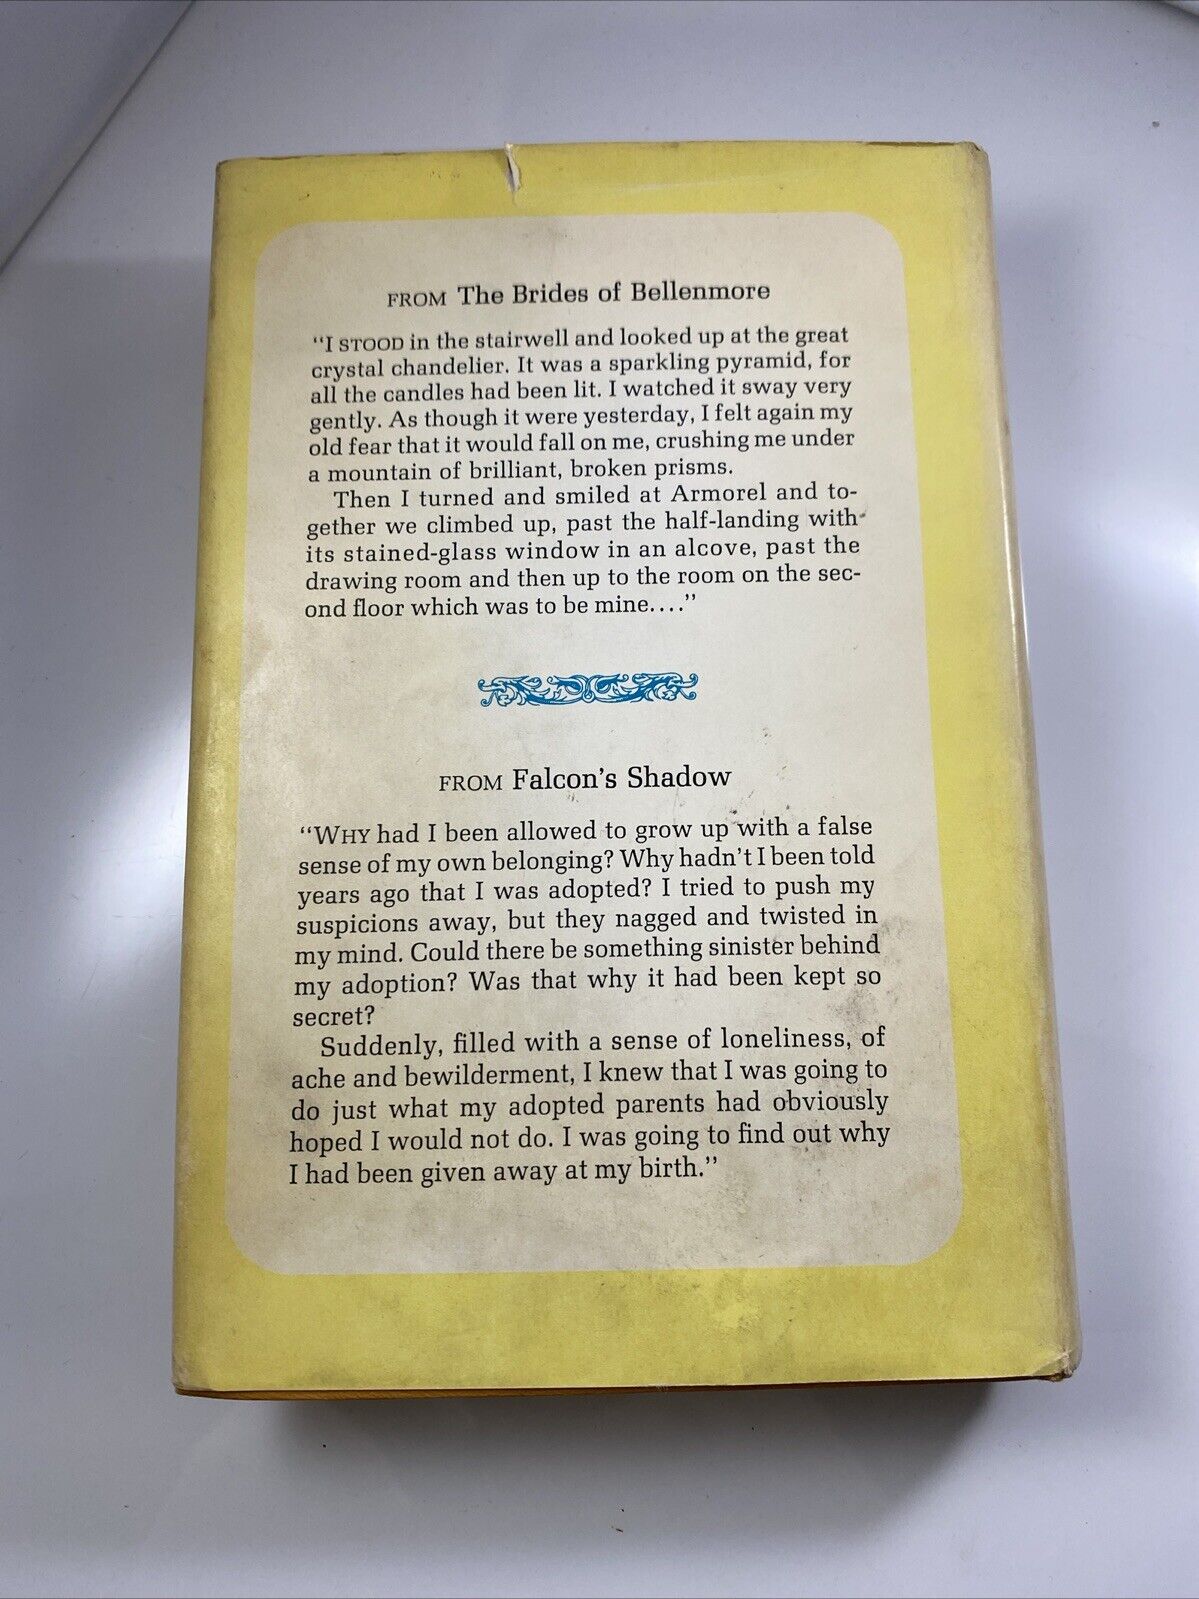 FROM The Brides of Bellenmore
"I STOOD in the stairwell and looked up at the great
crystal chandelier. It was a sparkling pyramid, for
all the candles had been lit. I watched it sway very
gently. As though it were yesterday, I felt again my
old fear that it would fall on me, crushing me under
a mountain of brilliant, broken prisms.
Then I turned and smiled at Armorel and to-
gether we climbed up, past the half-landing with
its stained-glass window in an alcove, past the
drawing room and then up to the room on the sec-
ond floor which was to be mine...."
FROM Falcon's Shadow
"WHY had I been allowed to grow up with a false
sense of my own belonging? Why hadn't I been told
years ago that I was adopted? I tried to push my
suspicions away, but they nagged and twisted in
my mind. Could there be something sinister behind
my adoption? Was that why it had been kept so
secret?
Suddenly, filled with a sense of loneliness, of
ache and bewilderment, I knew that I was going to
do just what my adopted parents had obviously
hoped I would not do. I was going to find out why
I had been given away at my birth."